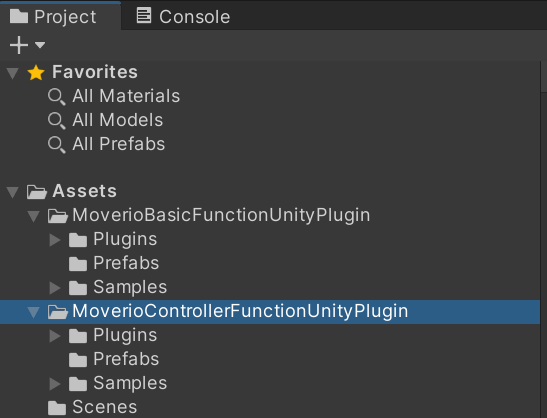 Project Console
Favorites
All Materials
All Models
All Prefabs
Assets
MoverioBasicFunctionUnityPlugin
Plugins
Prefabs
Samples
MoverioControllerFunctionUnityPlugin
Plugins
Prefabs
Samples
Scenes